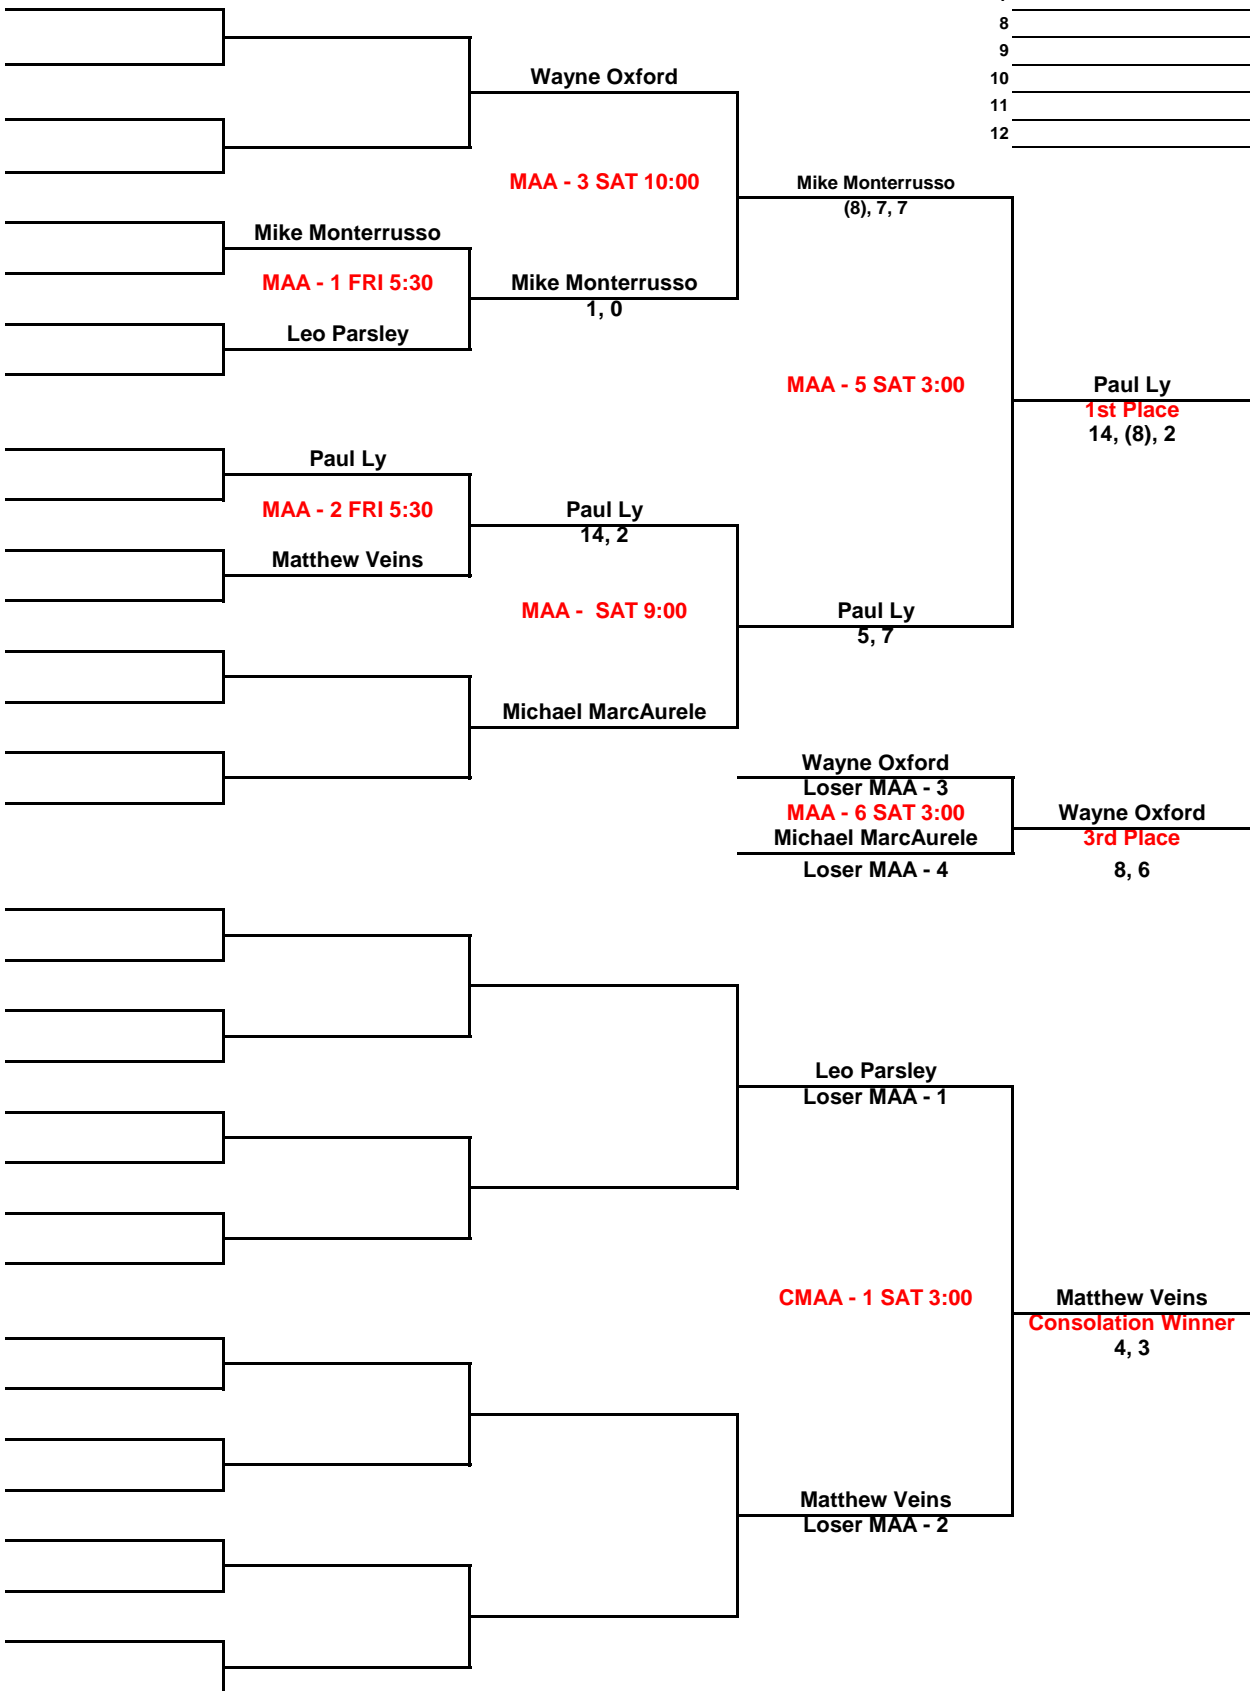 8
9
Wayne Oxford
10
11
12
MAA - 3 SAT 10:00
Mike Monterrusso
(8), 7, 7
Mike Monterrusso
MAA - 1 FRI 5:30
Mike Monterrusso
1, 0
Leo Parsley
MAA - 5 SAT 3:00
Paul Ly
1st Place
14, (8), 2
Paul Ly
MAA - 2 FRI 5:30
Paul Ly
14, 2
Matthew Veins
MAA -  SAT 9:00
Paul Ly
5, 7
Michael MarcAurele
Wayne Oxford
Loser MAA - 3
MAA - 6 SAT 3:00
Wayne Oxford
Michael MarcAurele
3rd Place
Loser MAA - 4
8, 6
Leo Parsley
Loser MAA - 1
CMAA - 1 SAT 3:00
Matthew Veins
Consolation Winner
4, 3
Matthew Veins
Loser MAA - 2